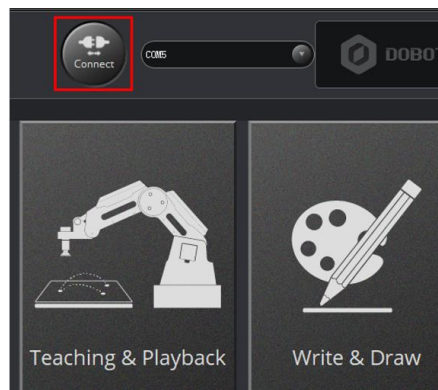 Connect
COM5
DOBOT
Teaching & Playback
Write & Draw